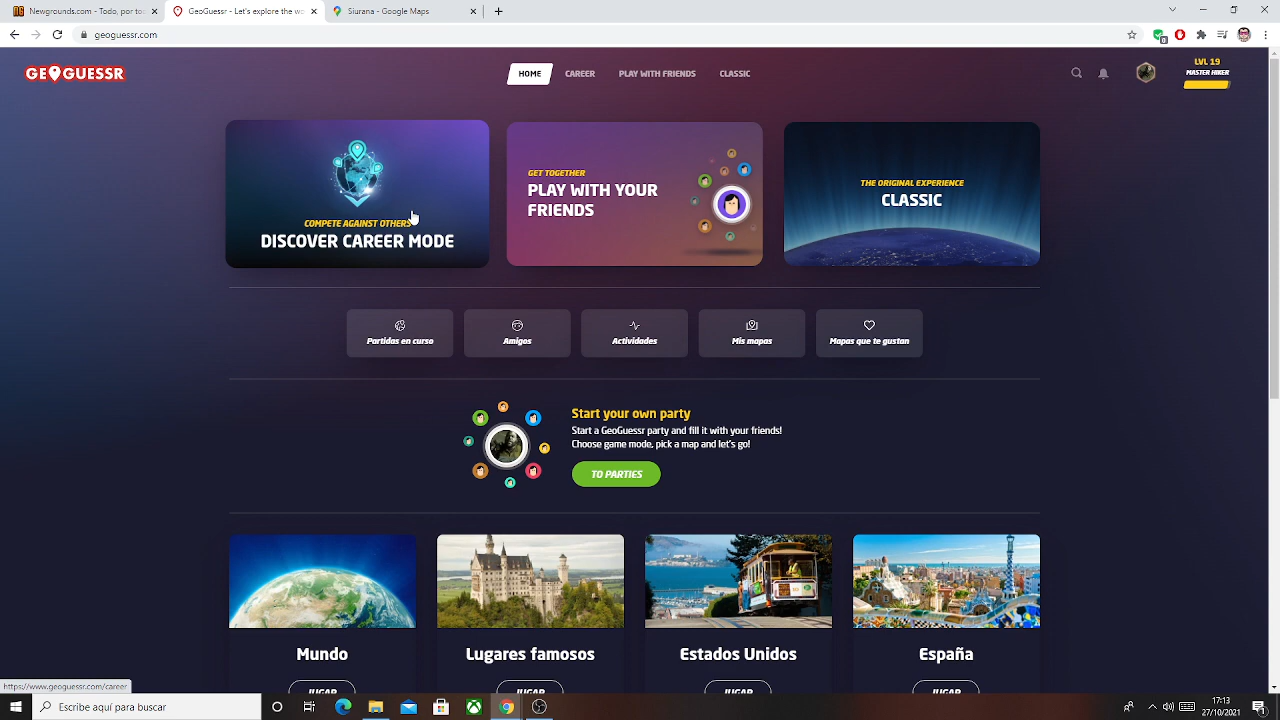 Newgrounds.com - Todo, por to
GeoGuessr - Let's explore the wo
Siurana - Google Maps
geoguessr.com
GEOGUESSR
HOME
CAREER
PLAY WITH FRIENDS
CLASSIC
LVL 19
MASTER HIKER
COMPETE AGAINST OTHERS
DISCOVER CAREER MODE
GET TOGETHER
PLAY WITH YOUR
FRIENDS
THE ORIGINAL EXPERIENCE
CLASSIC
Partidas en curso
Amigos
Actividades
Mis mapas
Mapas que te gustan
Start your own party
Start a GeoGuessr party and fill it with your friends!
Choose game mode, pick a map and let's go!
TO PARTIES
Mundo
Lugares famosos
Estados Unidos
España
JUGAR
JUGAR
JUGAR
JUGAR
https://www.geoguessr.com/career
Escribe aquí para buscar
17:13
27/10/2021